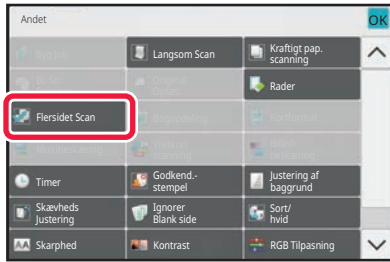 Andet
OK
Langsom Scan
Kraftigt pap.
scanning
Rader
Flersidet Scan
Timer
Godkend.-
stempel
Justering af
baggrund
Skævheds
Justering
Ignorer
Blank side
Sort/
hvid
Skarphed
Kontrast
RGB Tilpasning